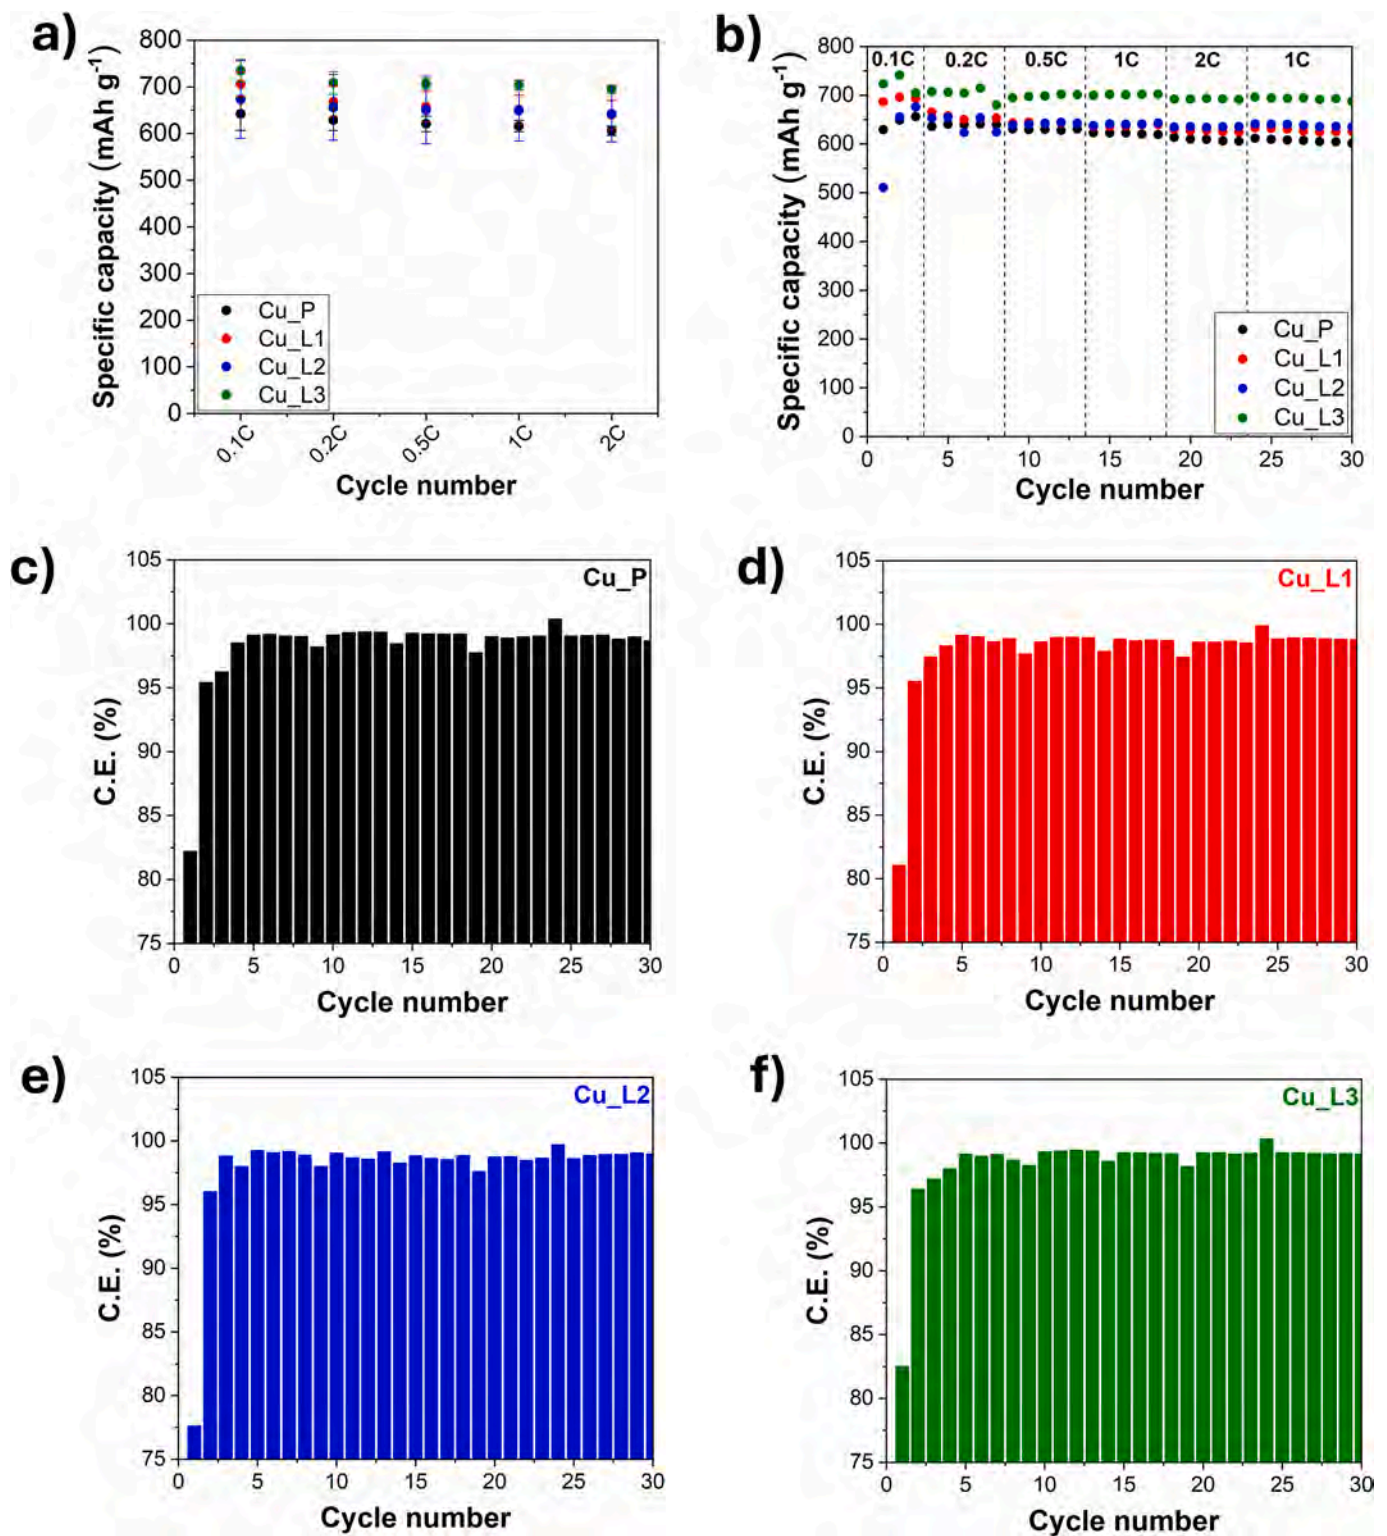 a)
Specific capacity (mAh g⁻¹)
800
700
600
500
400
300
200
100
0
Cu_P
Cu_L1
Cu_L2
Cu_L3
0.1C 0.2C 0.5C 1C 2C
Cycle number
b)
Specific capacity (mAh g⁻¹)
800
700
600
500
400
300
200
100
0
0.1C 0.2C 0.5C 1C 2C 1C
Cu_P
Cu_L1
Cu_L2
Cu_L3
0 5 10 15 20 25 30
Cycle number
c)
Cu_P
C.E. (%)
105
100
95
90
85
80
75
0 5 10 15 20 25 30
Cycle number
d)
Cu_L1
C.E. (%)
105
100
95
90
85
80
75
0 5 10 15 20 25 30
Cycle number
e)
Cu_L2
C.E. (%)
105
100
95
90
85
80
75
0 5 10 15 20 25 30
Cycle number
f)
Cu_L3
C.E. (%)
105
100
95
90
85
80
75
0 5 10 15 20 25 30
Cycle number